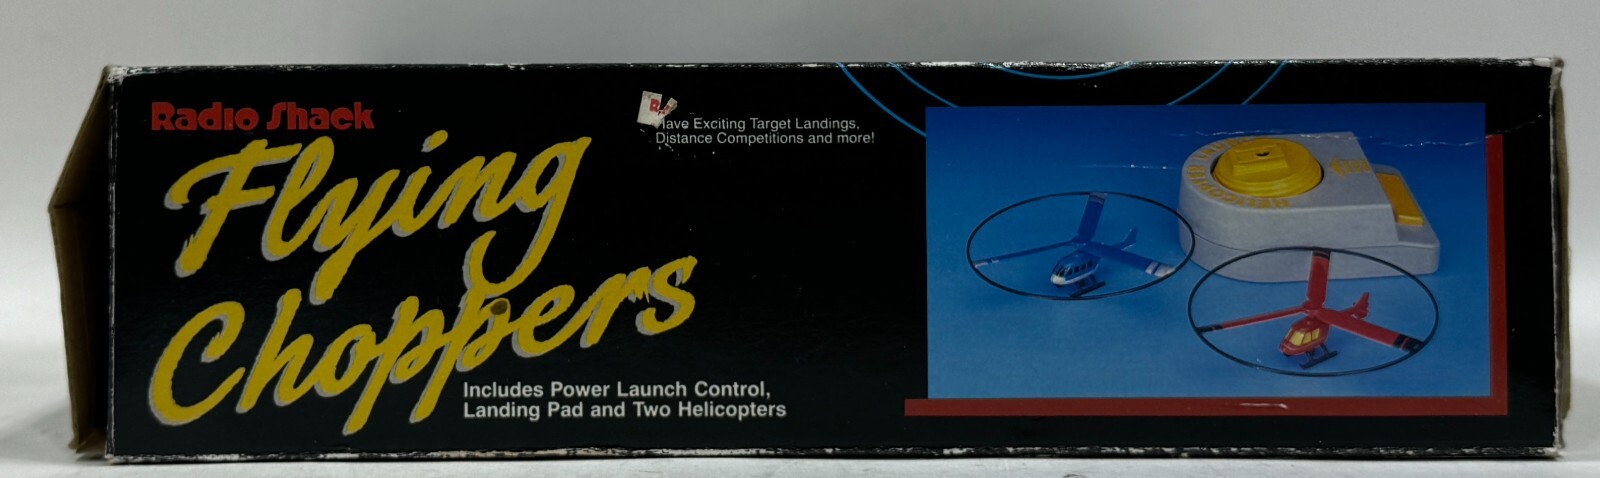 Radio Shack
Flying
Choppers
Have Exciting Target Landings,
Distance Competitions and more!
Includes Power Launch Control,
Landing Pad and Two Helicopters
HELICOPTER